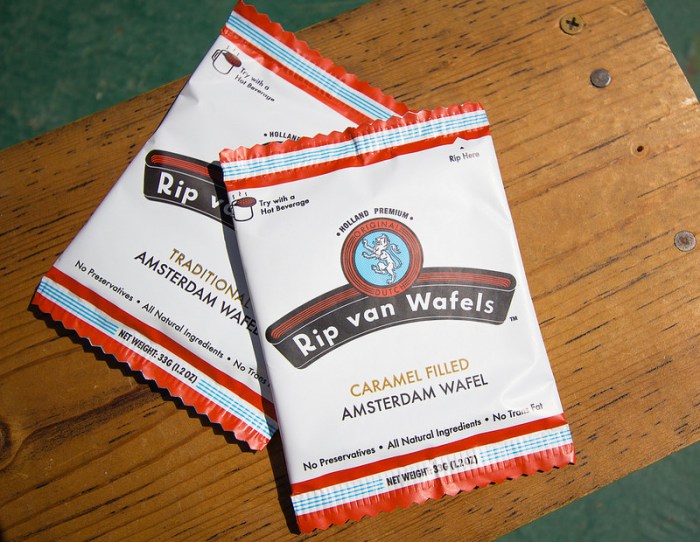 Try with a
Hot Beverage
• HOLLAND
Rip v
TRADITIONAL
AMSTERDAM WAFEL
No Preservatives • All Natural Ingredients • No Trans
NET WEIGHT: 33G (1.2 OZ)
Rip Here
Try with a
Hot Beverage
• HOLLAND PREMIUM •
ORIGINAL
DUTCH
Rip van Wafels ™
CARAMEL FILLED
AMSTERDAM WAFEL
No Preservatives • All Natural Ingredients • No Trans Fat
NET WEIGHT: 33G (1.2 OZ)